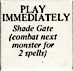 PLAY
IMMEDIATELY
Shade Gate
(combat next
monster for
2 spells)